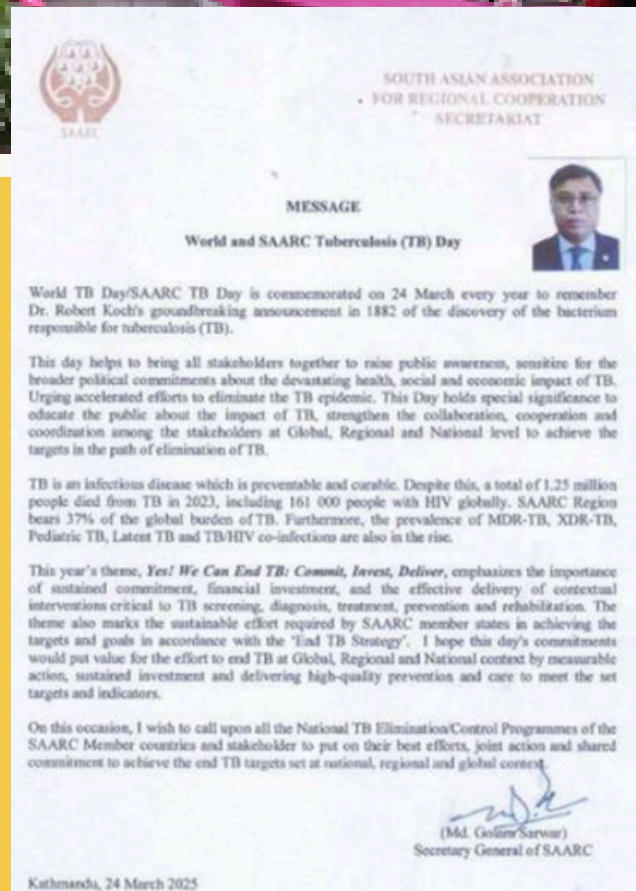 SAARC
SOUTH ASIAN ASSOCIATION
FOR REGIONAL COOPERATION
SECRETARIAT
MESSAGE
World and SAARC Tuberculosis (TB) Day
World TB Day/SAARC TB Day is commemorated on 24 March every year to remember
Dr. Robert Koch's groundbreaking announcement in 1882 of the discovery of the bacterium
responsible for tuberculosis (TB).
This day helps to bring all stakeholders together to raise public awareness, sensitize for the
broader political commitments about the devastating health, social and economic impact of TB.
Urging accelerated efforts to eliminate the TB epidemic. This Day holds special significance to
educate the public about the impact of TB, strengthen the collaboration, cooperation and
coordination among the stakeholders at Global, Regional and National level to achieve the
targets in the path of elimination of TB.
TB is an infectious disease which is preventable and curable. Despite this, a total of 1.25 million
people died from TB in 2023, including 161 000 people with HIV globally. SAARC Region
bears 37% of the global burden of TB. Furthermore, the prevalence of MDR-TB, XDR-TB,
Pediatric TB, Latent TB and TB/HIV co-infections are also in the rise.
This year's theme, Yes! We Can End TB: Commit, Invest, Deliver, emphasizes the importance
of sustained commitment, financial investment, and the effective delivery of contextual
interventions critical to TB screening, diagnosis, treatment, prevention and rehabilitation. The
theme also marks the sustainable effort required by SAARC member states in achieving the
targets and goals in accordance with the 'End TB Strategy'. I hope this day's commitments
would put value for the effort to end TB at Global, Regional and National context by measurable
action, sustained investment and delivering high-quality prevention and care to meet the set
targets and indicators.
On this occasion, I wish to call upon all the National TB Elimination/Control Programmes of the
SAARC Member countries and stakeholder to put on their best efforts, joint action and shared
commitment to achieve the end TB targets set at national, regional and global context.
(Md. Golam Sarwar)
Secretary General of SAARC
Kathmandu, 24 March 2025